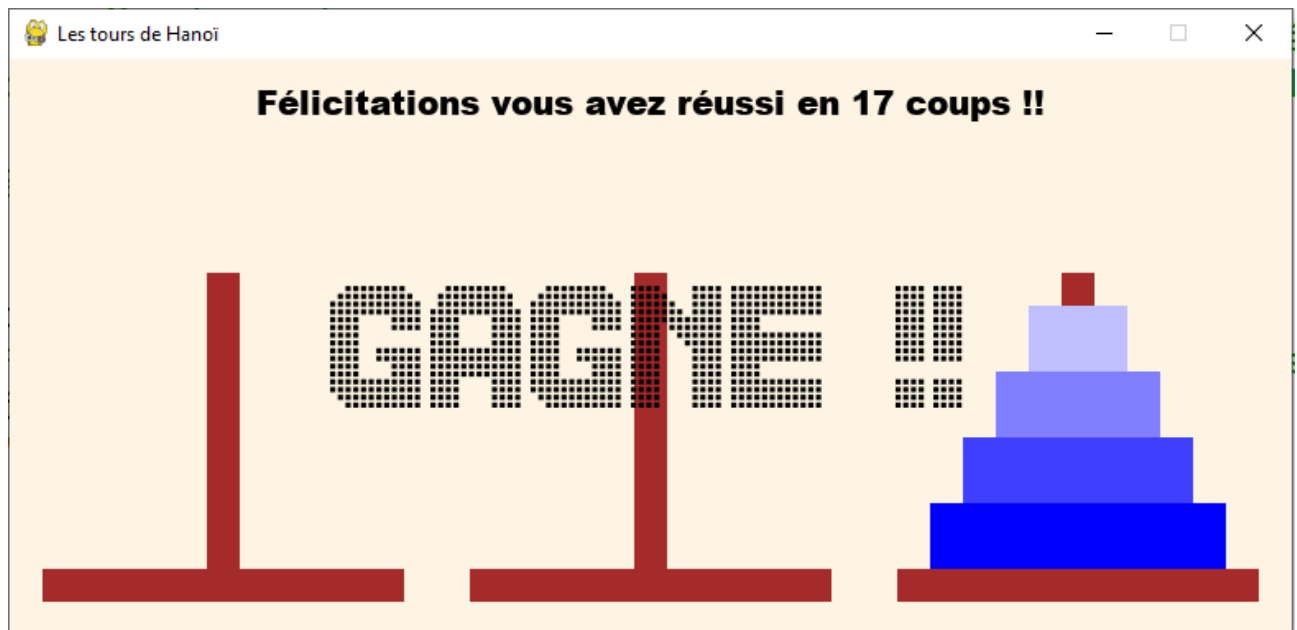 Les tours de Hanoï
Félicitations vous avez réussi en 17 coups !!
GAGNE !!